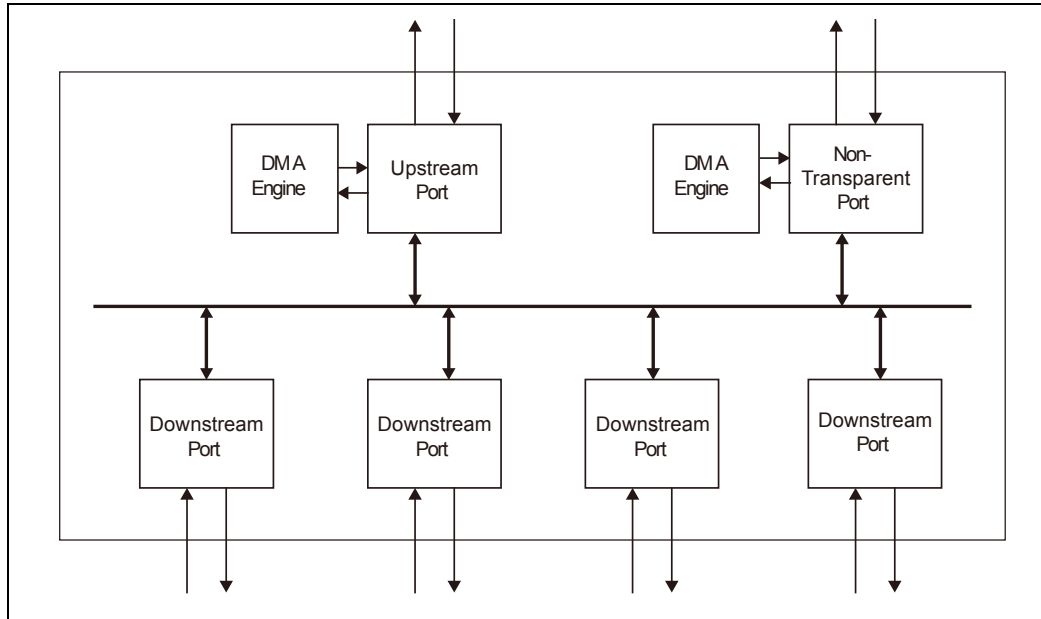 DMA
Engine
Upstream
Port
DMA
Engine
Non-
Transparent
Port
Downstream
Port
Downstream
Port
Downstream
Port
Downstream
Port